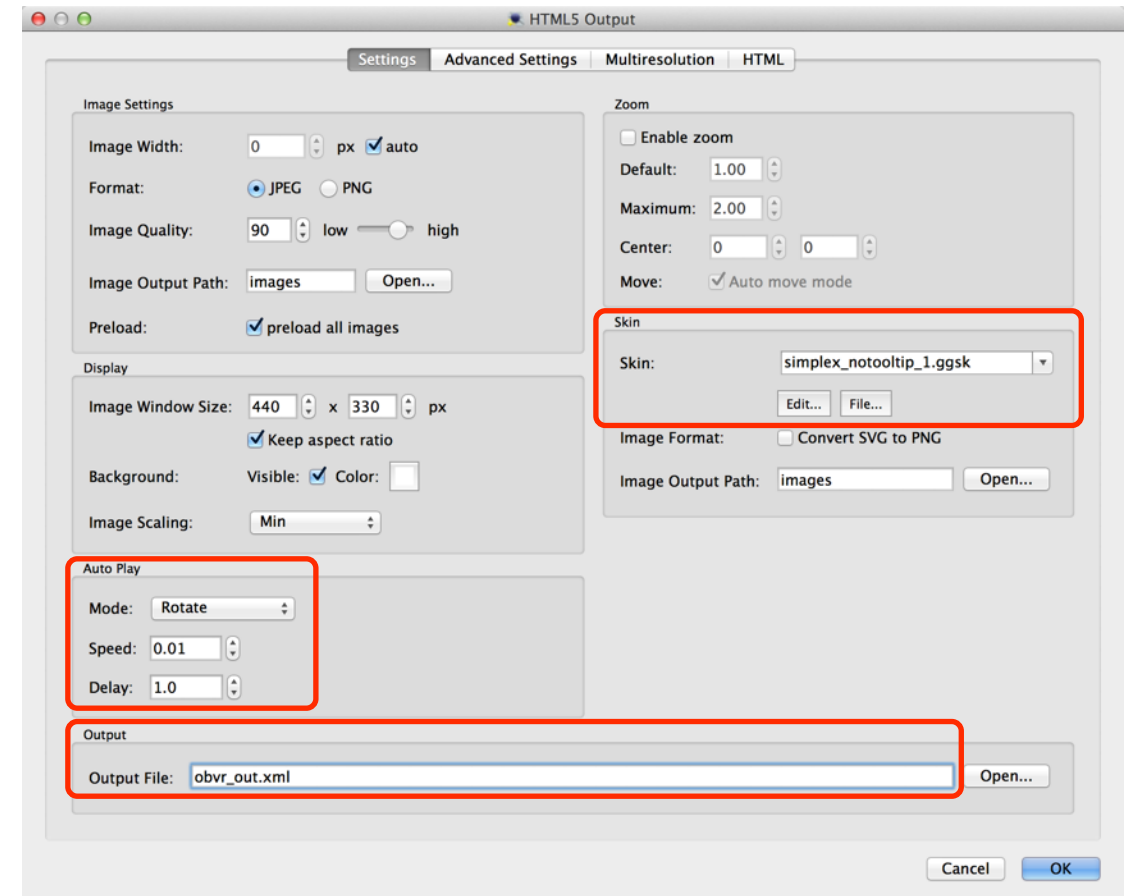 HTML5 Output
Settings Advanced Settings Multiresolution HTML
Image Settings
Image Width: 0 px auto
Format: JPEG PNG
Image Quality: 90 low high
Image Output Path: images Open...
Preload: preload all images
Display
Image Window Size: 440 x 330 px
Keep aspect ratio
Background: Visible: Color:
Image Scaling: Min
Auto Play
Mode: Rotate
Speed: 0.01
Delay: 1.0
Zoom
Enable zoom
Default: 1.00
Maximum: 2.00
Center: 0 0
Move: Auto move mode
Skin
Skin: simplex_notooltip_1.ggsk
Edit... File...
Image Format: Convert SVG to PNG
Image Output Path: images Open...
Output
Output File: obvr_out.xml Open...
Cancel OK